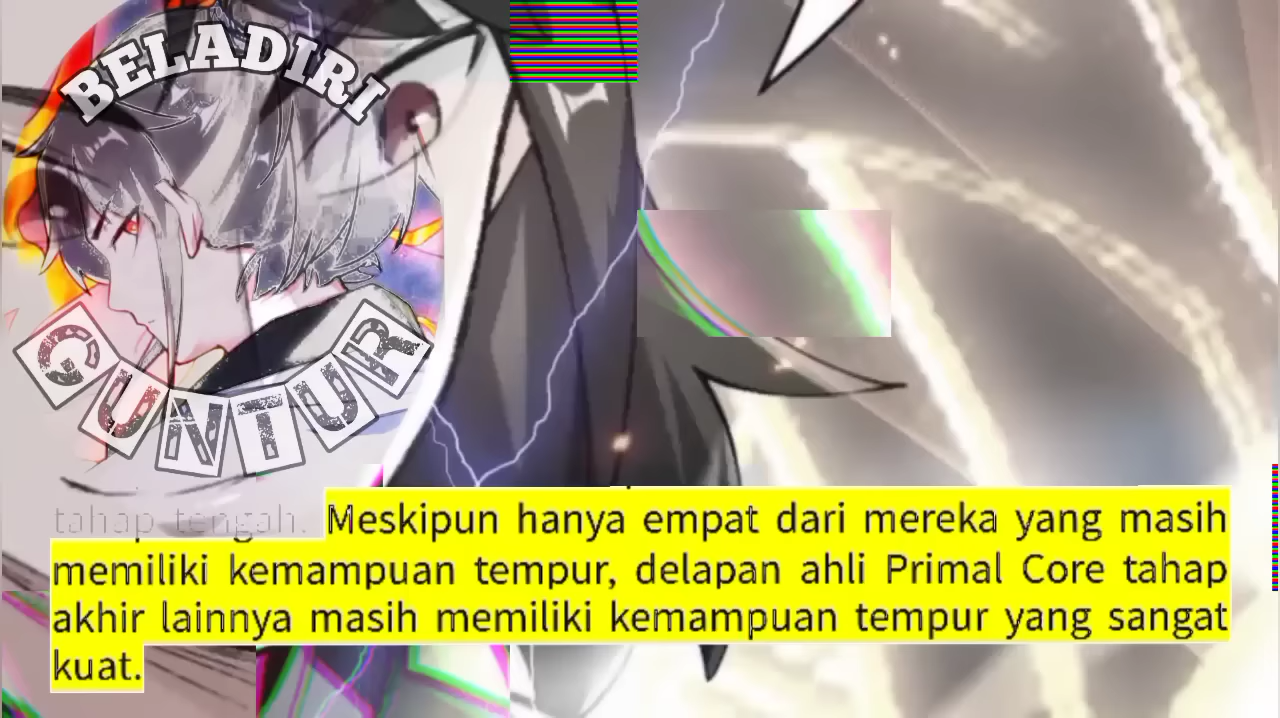 BELADIRI
GUNTUR
tahap tengah. Meskipun hanya empat dari mereka yang masih
memiliki kemampuan tempur, delapan ahli Primal Core tahap
akhir lainnya masih memiliki kemampuan tempur yang sangat
kuat.